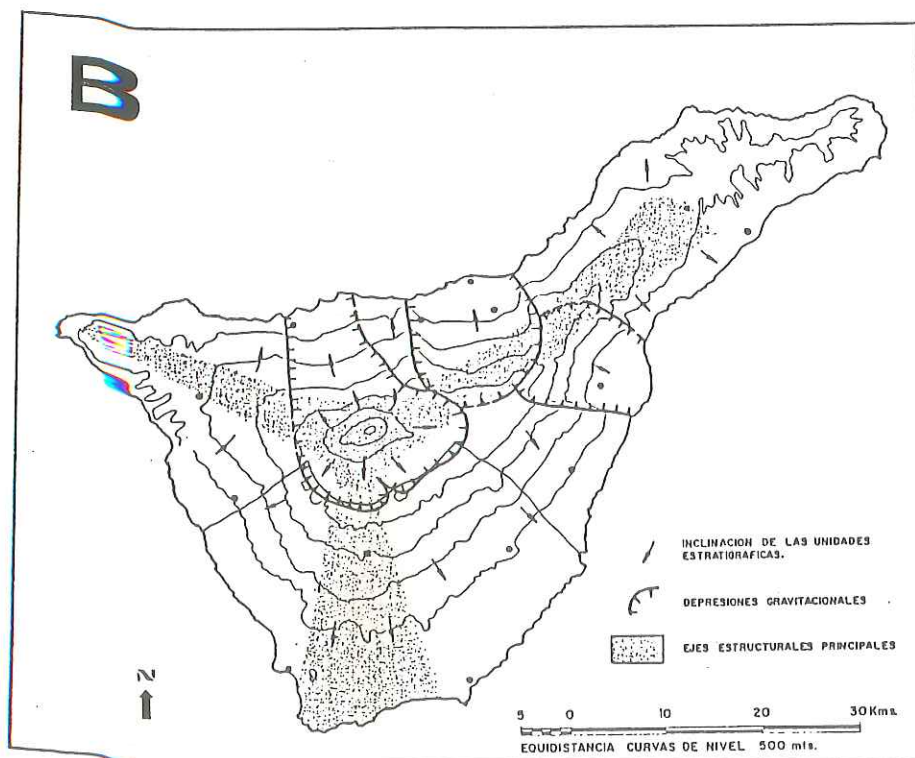 B
INCLINACION DE LAS UNIDADES
ESTRATIGRAFICAS.
DEPRESIONES GRAVITACIONALES
EJES ESTRUCTURALES PRINCIPALES
N
5 0 10 20 30 Kms.
EQUIDISTANCIA CURVAS DE NIVEL 500 mts.